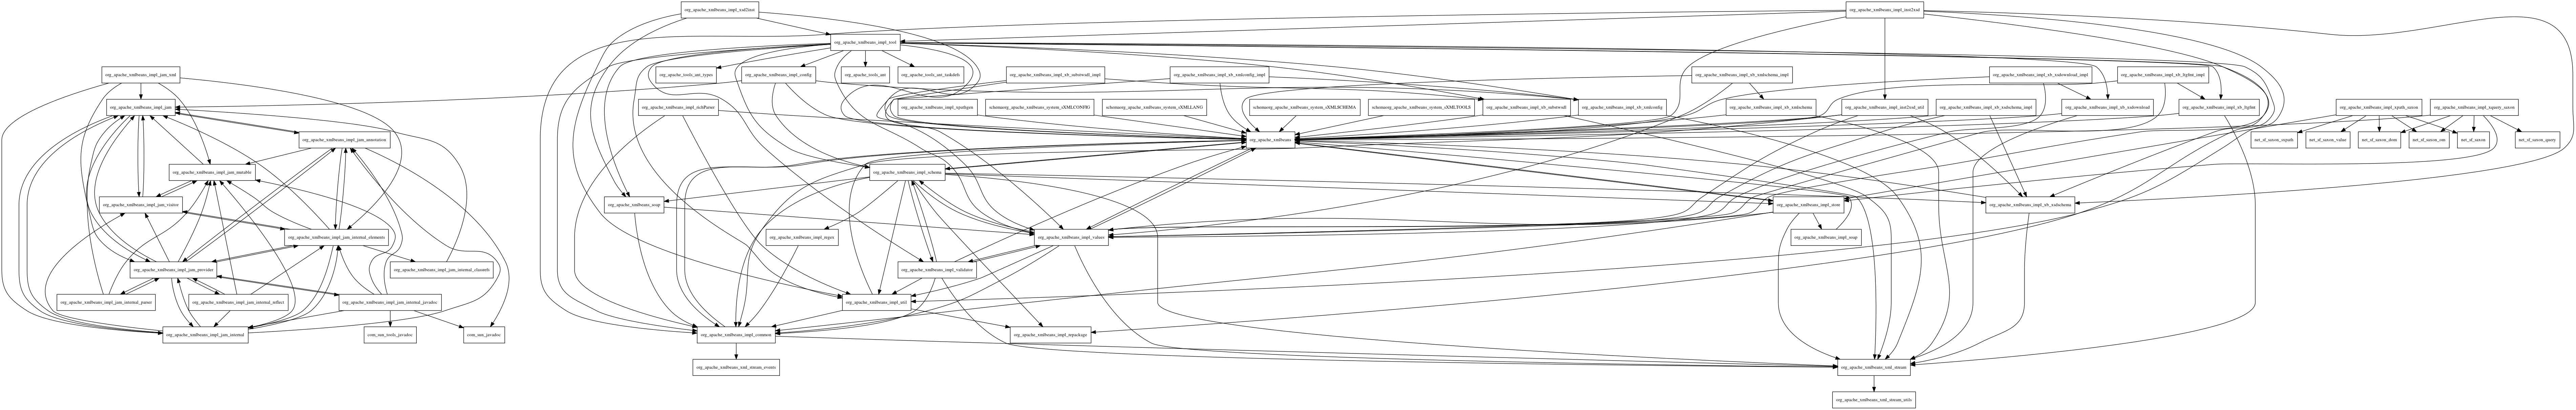 org_apache_xmlbeans_impl_xsd2inst
org_apache_xmlbeans_impl_inst2xsd
org_apache_xmlbeans_impl_tool
org_apache_xmlbeans_impl_jam_xml
org_apache_tools_ant_types
org_apache_xmlbeans_impl_config
org_apache_tools_ant
org_apache_tools_ant_taskdefs
org_apache_xmlbeans_impl_xb_substwsdl_impl
org_apache_xmlbeans_impl_xb_xmlconfig_impl
org_apache_xmlbeans_impl_xb_xmlschema_impl
org_apache_xmlbeans_impl_xb_xsdownload_impl
org_apache_xmlbeans_impl_xb_ltgfmt_impl
org_apache_xmlbeans_impl_jam
org_apache_xmlbeans_impl_richParser
org_apache_xmlbeans_impl_xpathgen
schemaorg_apache_xmlbeans_system_sXMLCONFIG
schemaorg_apache_xmlbeans_system_sXMLLANG
schemaorg_apache_xmlbeans_system_sXMLSCHEMA
schemaorg_apache_xmlbeans_system_sXMLTOOLS
org_apache_xmlbeans_impl_xb_substwsdl
org_apache_xmlbeans_impl_xb_xmlconfig
org_apache_xmlbeans_impl_xb_xmlschema
org_apache_xmlbeans_impl_inst2xsd_util
org_apache_xmlbeans_impl_xb_xsdschema_impl
org_apache_xmlbeans_impl_xb_xsdownload
org_apache_xmlbeans_impl_xb_ltgfmt
org_apache_xmlbeans_impl_xpath_saxon
org_apache_xmlbeans_impl_xquery_saxon
org_apache_xmlbeans_impl_jam_annotation
org_apache_xmlbeans
net_sf_saxon_sxpath
net_sf_saxon_value
net_sf_saxon_dom
net_sf_saxon_om
net_sf_saxon
net_sf_saxon_query
org_apache_xmlbeans_impl_jam_mutable
org_apache_xmlbeans_impl_schema
org_apache_xmlbeans_impl_jam_visitor
org_apache_xmlbeans_soap
org_apache_xmlbeans_impl_store
org_apache_xmlbeans_impl_xb_xsdschema
org_apache_xmlbeans_impl_jam_internal_elements
org_apache_xmlbeans_impl_regex
org_apache_xmlbeans_impl_values
org_apache_xmlbeans_impl_soap
org_apache_xmlbeans_impl_jam_provider
org_apache_xmlbeans_impl_jam_internal_classrefs
org_apache_xmlbeans_impl_validator
org_apache_xmlbeans_impl_jam_internal_parser
org_apache_xmlbeans_impl_jam_internal_reflect
org_apache_xmlbeans_impl_jam_internal_javadoc
org_apache_xmlbeans_impl_util
org_apache_xmlbeans_impl_jam_internal
com_sun_tools_javadoc
com_sun_javadoc
org_apache_xmlbeans_impl_common
org_apache_xmlbeans_impl_repackage
org_apache_xmlbeans_xml_stream_events
org_apache_xmlbeans_xml_stream
org_apache_xmlbeans_xml_stream_utils